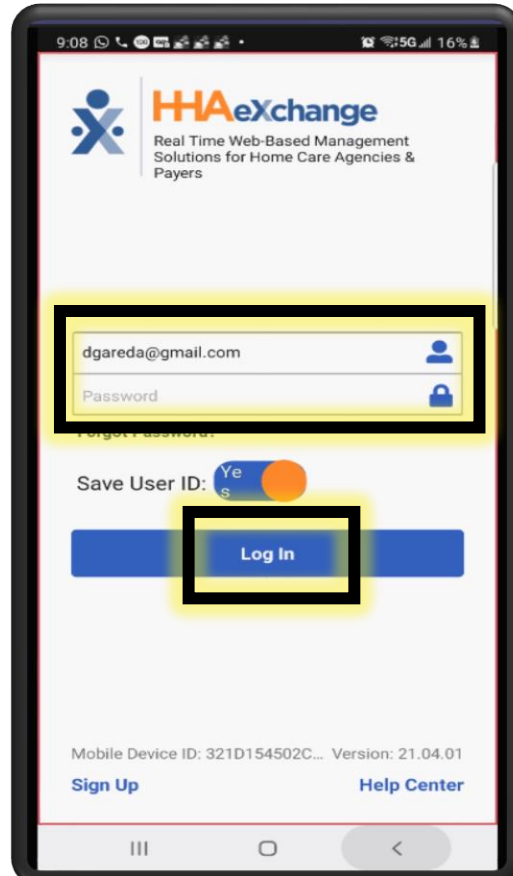 9:08
5G 16%
HHAeXchange
Real Time Web-Based Management
Solutions for Home Care Agencies &
Payers
dgareda@gmail.com
Password
Forgot Password?
Save User ID: Ye
s
Log In
Mobile Device ID: 321D154502C... Version: 21.04.01
Sign Up Help Center